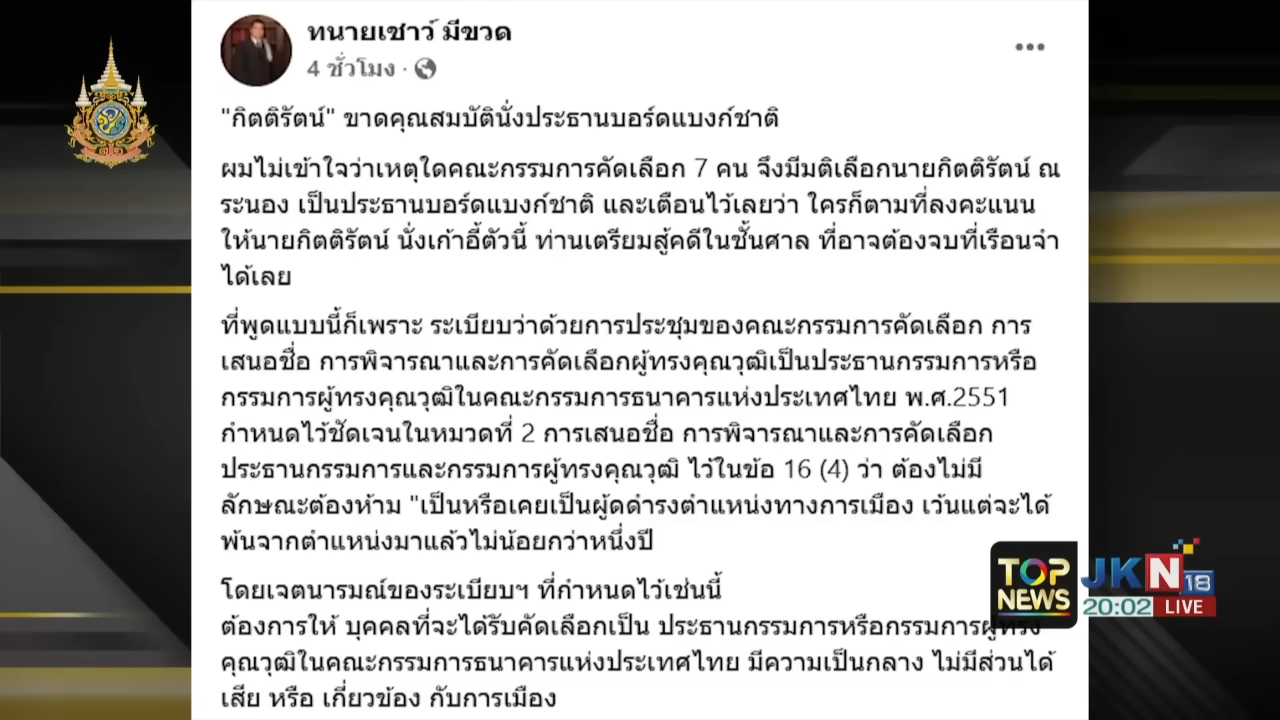 ทนายเชาว์ มีขวด
4 ชั่วโมง ·
"กิตติรัตน์" ขาดคุณสมบัตินั่งประธานบอร์ดแบงก์ชาติ
ผมไม่เข้าใจว่าเหตุใดคณะกรรมการคัดเลือก 7 คน จึงมีมติเลือกนายกิตติรัตน์ ณ
ระนอง เป็นประธานบอร์ดแบงก์ชาติ และเตือนไว้เลยว่า ใครก็ตามที่ลงคะแนน
ให้นายกิตติรัตน์ นั่งเก้าอี้ตัวนี้ ท่านเตรียมสู้คดีในชั้นศาล ที่อาจต้องจบที่เรือนจำ
ได้เลย
ที่พูดแบบนี้ก็เพราะ ระเบียบว่าด้วยการประชุมของคณะกรรมการคัดเลือก การ
เสนอชื่อ การพิจารณาและการคัดเลือกผู้ทรงคุณวุฒิเป็นประธานกรรมการหรือ
กรรมการผู้ทรงคุณวุฒิในคณะกรรมการธนาคารแห่งประเทศไทย พ.ศ.2551
กำหนดไว้ชัดเจนในหมวดที่ 2 การเสนอชื่อ การพิจารณาและการคัดเลือก
ประธานกรรมการและกรรมการผู้ทรงคุณวุฒิ ไว้ในข้อ 16 (4) ว่า ต้องไม่มี
ลักษณะต้องห้าม "เป็นหรือเคยเป็นผู้ดดำรงตำแหน่งทางการเมือง เว้นแต่จะได้
พ้นจากตำแหน่งมาแล้วไม่น้อยกว่าหนึ่งปี
โดยเจตนารมณ์ของระเบียบฯ ที่กำหนดไว้เช่นนี้
ต้องการให้ บุคคลที่จะได้รับคัดเลือกเป็น ประธานกรรมการหรือกรรมการผู้ทรง
คุณวุฒิในคณะกรรมการธนาคารแห่งประเทศไทย มีความเป็นกลาง ไม่มีส่วนได้
เสีย หรือ เกี่ยวข้อง กับการเมือง
TOP
NEWS
JKN18
20:02 LIVE